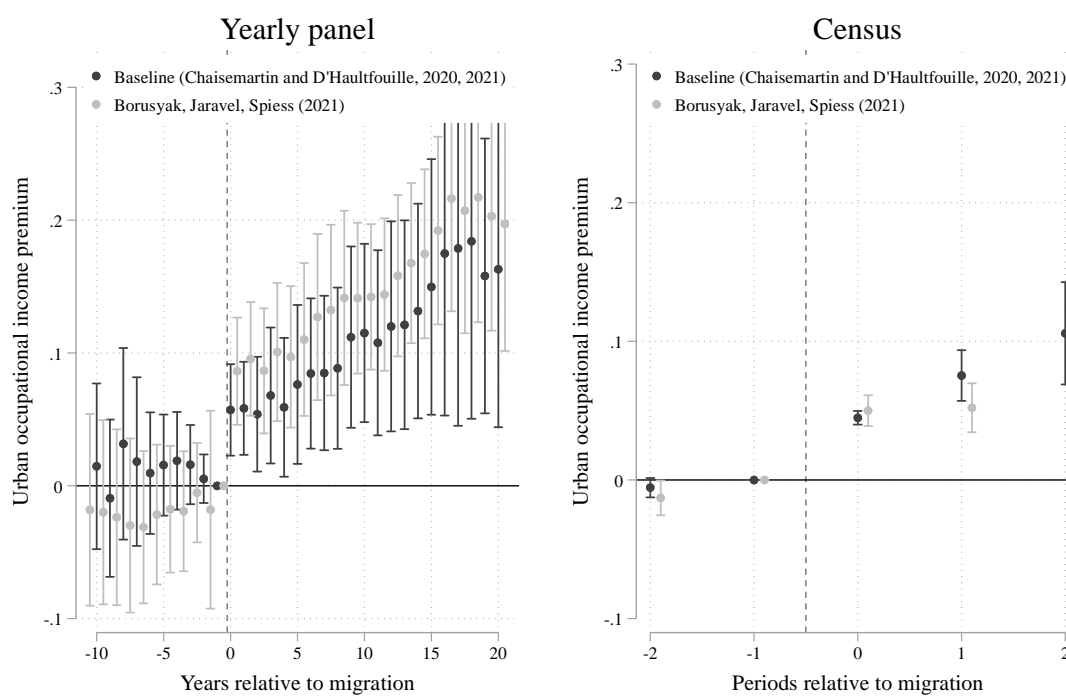 Yearly panel
Baseline (Chaisemartin and D'Haultfouille, 2020, 2021)
Borusyak, Jaravel, Spiess (2021)
Urban occupational income premium
.3
.2
.1
0
-.1
-10 -5 0 5 10 15 20
Years relative to migration
Census
Baseline (Chaisemartin and D'Haultfouille, 2020, 2021)
Borusyak, Jaravel, Spiess (2021)
Urban occupational income premium
.3
.2
.1
0
-.1
-2 -1 0 1 2
Periods relative to migration